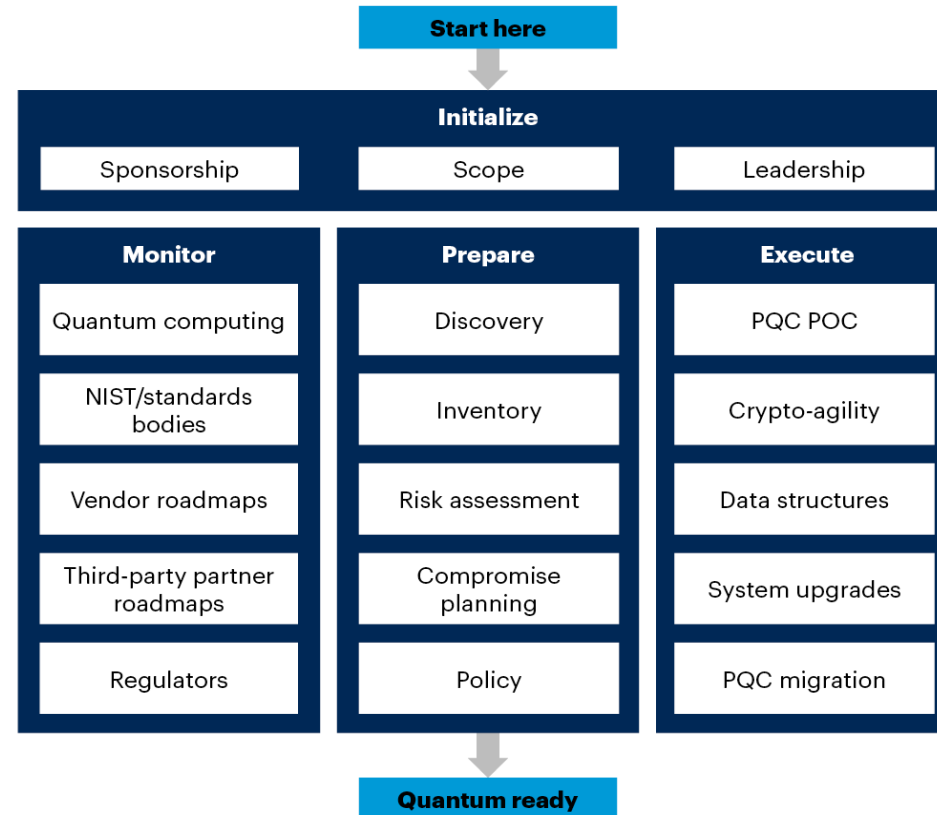 Start here
Initialize
Sponsorship
Scope
Leadership
Monitor
Quantum computing
NIST/standards
bodies
Vendor roadmaps
Third-party partner
roadmaps
Regulators
Prepare
Discovery
Inventory
Risk assessment
Compromise
planning
Policy
Execute
PQC POC
Crypto-agility
Data structures
System upgrades
PQC migration
Quantum ready